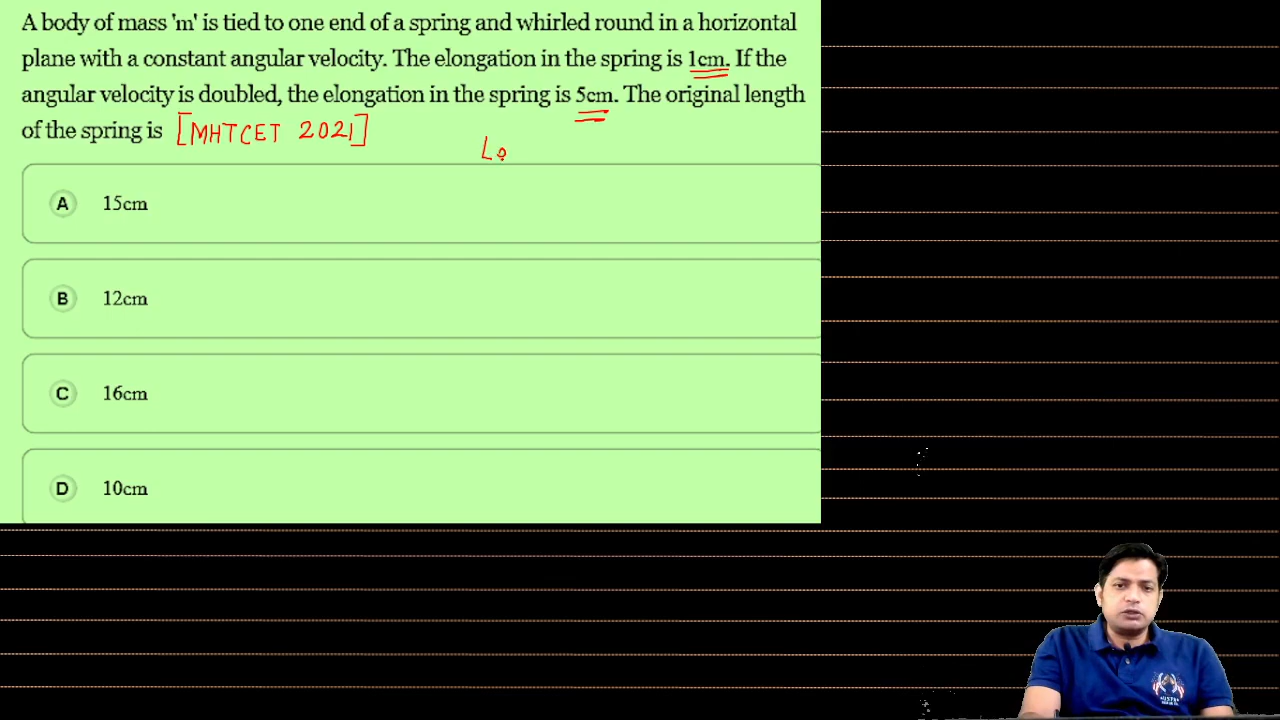 A body of mass 'm' is tied to one end of a spring and whirled round in a horizontal
plane with a constant angular velocity. The elongation in the spring is 1cm. If the
angular velocity is doubled, the elongation in the spring is 5cm. The original length
of the spring is [MHTCET 2021]
Lo
A 15cm
B 12cm
C 16cm
D 10cm